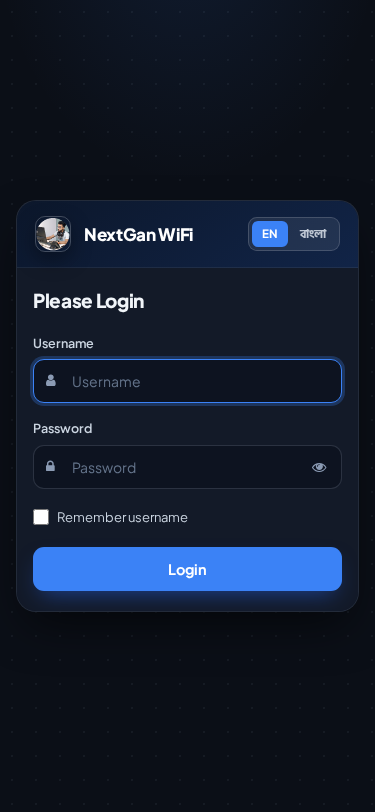 NextGan WiFi
EN
বাংলা
Please Login
Username
Username
Password
Password
Remember username
Login